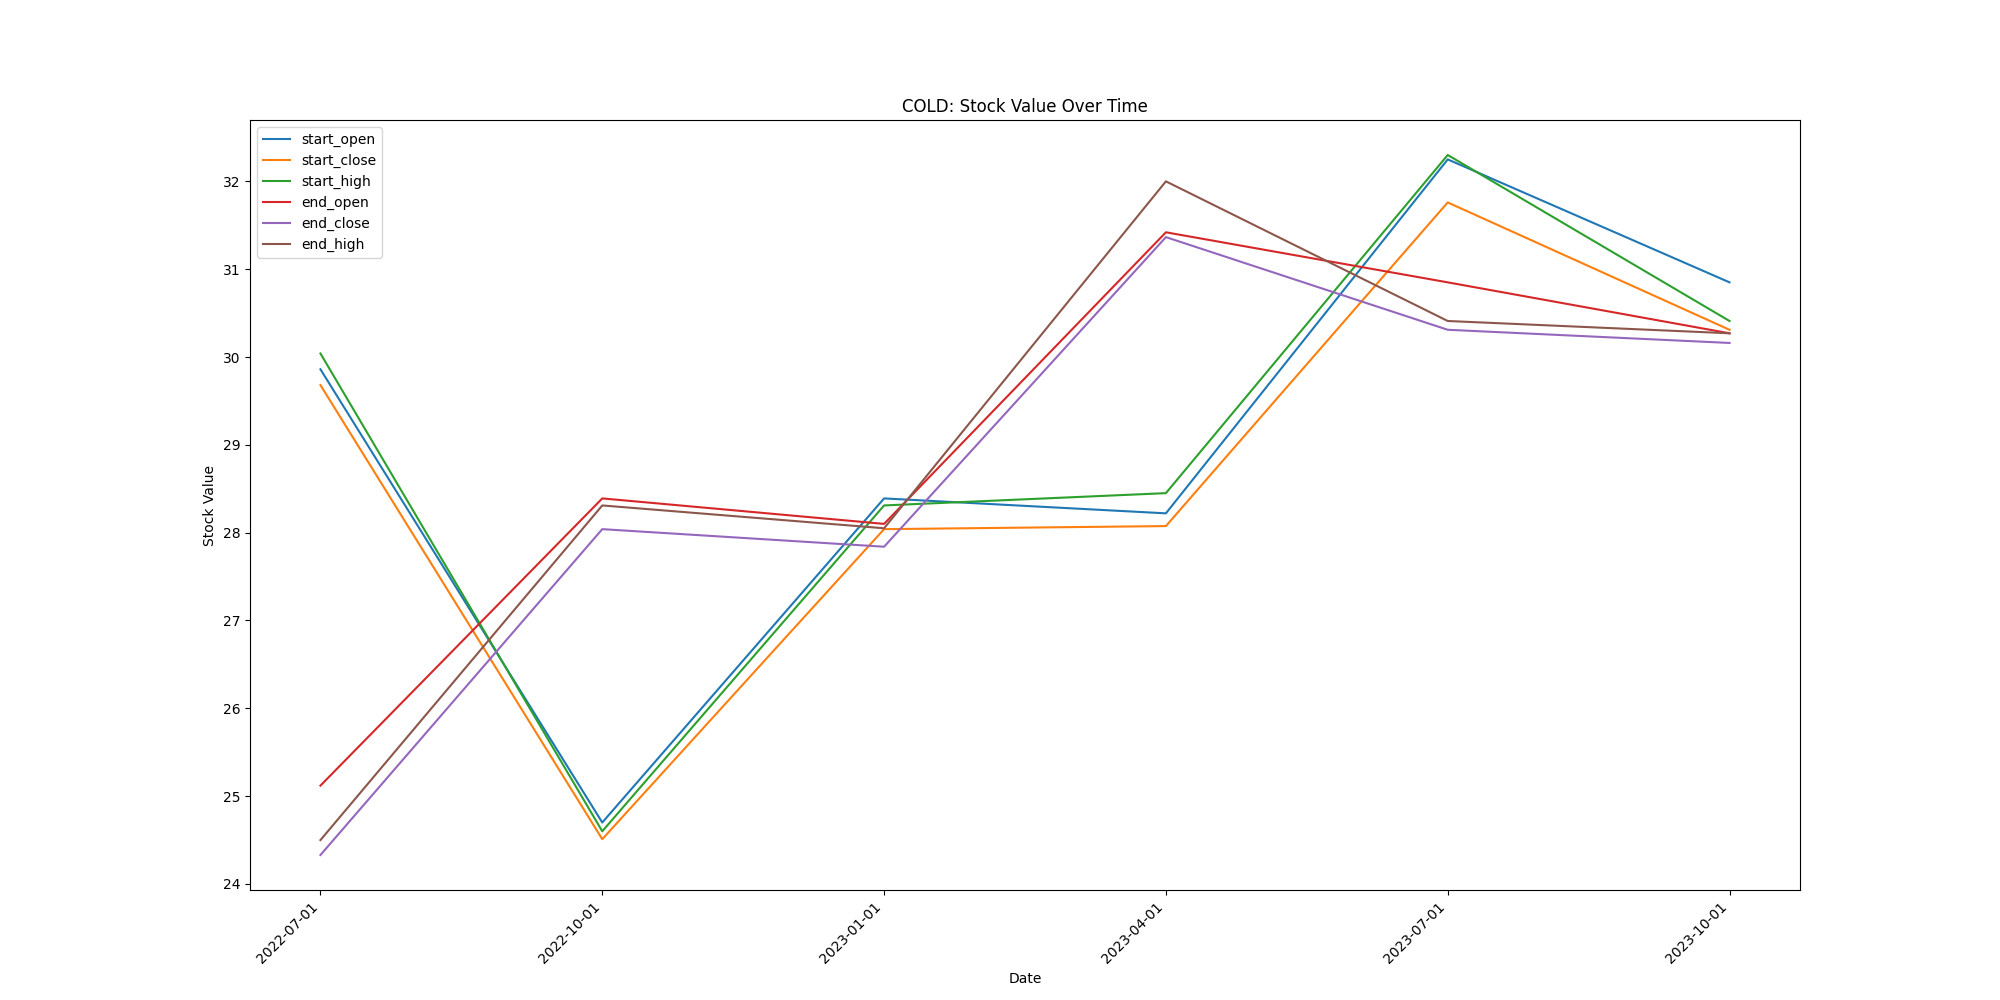 COLD: Stock Value Over Time
start_open
start_close
start_high
end_open
end_close
end_high
Stock Value
32
31
30
29
28
27
26
25
24
2022-07-01
2022-10-01
2023-01-01
2023-04-01
2023-07-01
2023-10-01
Date